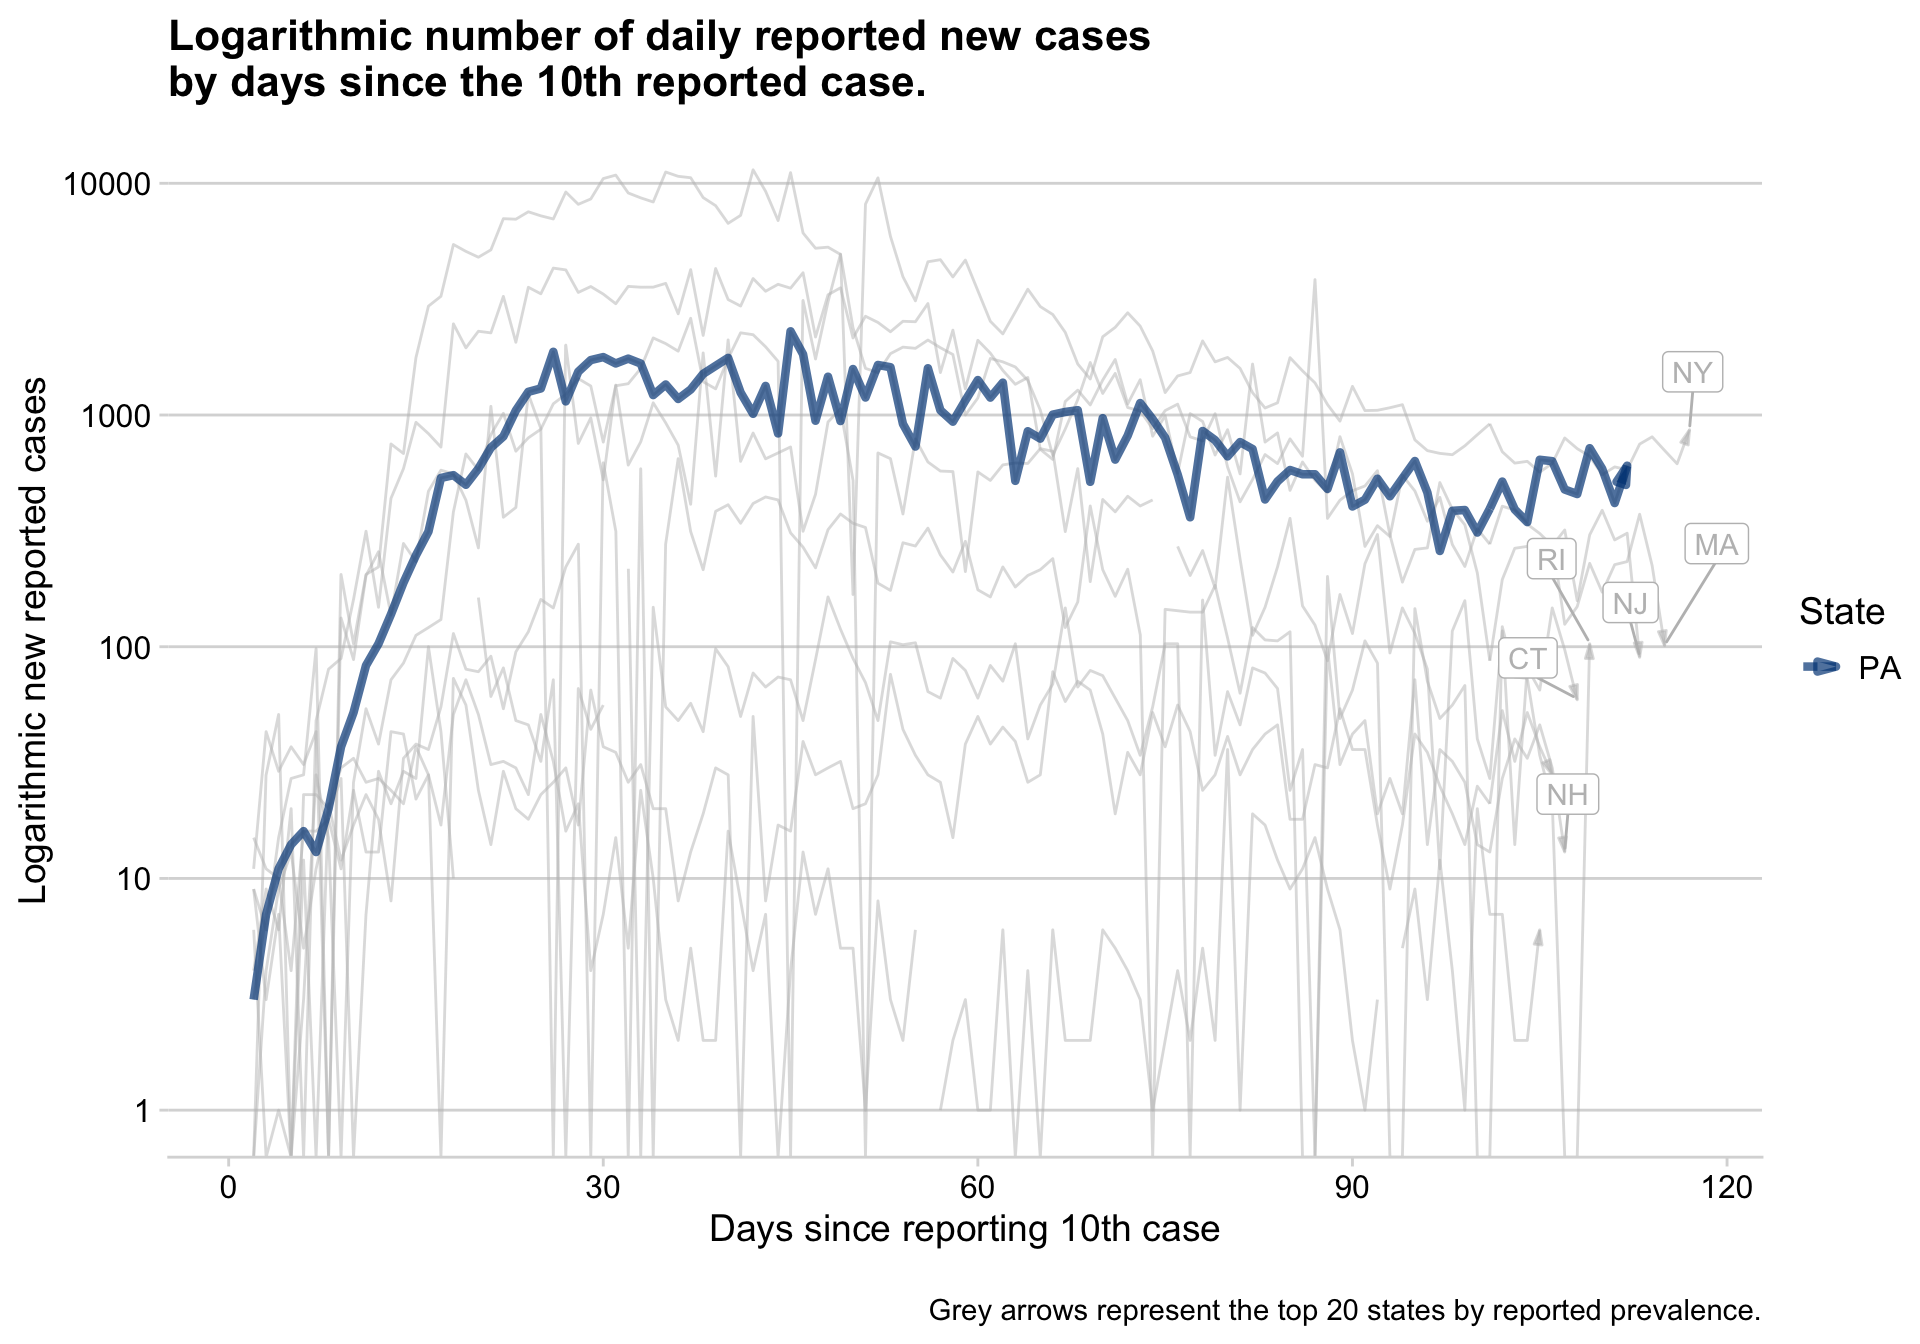 Logarithmic number of daily reported new cases
by days since the 10th reported case.
Logarithmic new reported cases
10000
1000
100
10
1
NY
MA
RI
NJ
CT
NH
State
PA
0 30 60 90 120
Days since reporting 10th case
Grey arrows represent the top 20 states by reported prevalence.